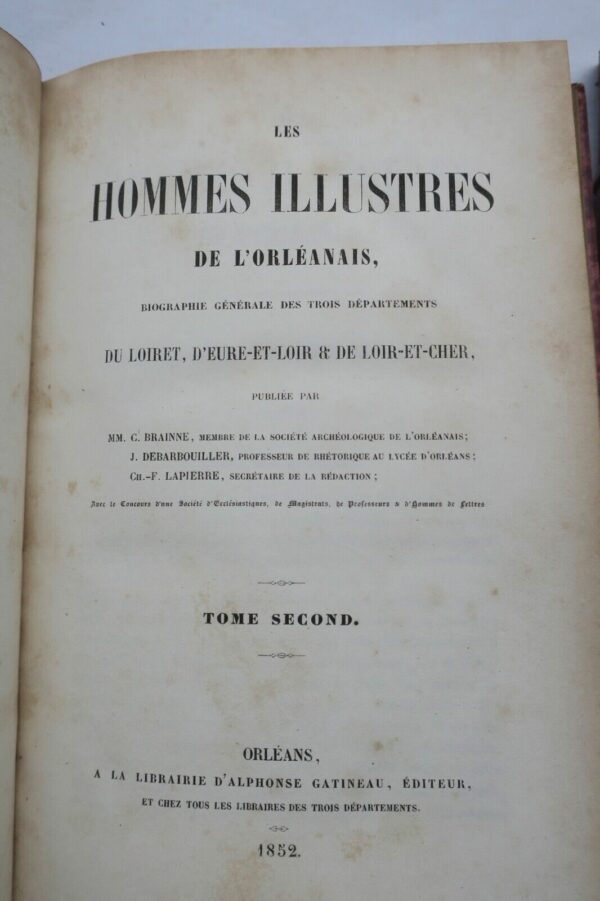 LES
HOMMES ILLUSTRES
DE L'ORLÉANAIS,
BIOGRAPHIE GÉNÉRALE DES TROIS DÉPARTEMENTS
DU LOIRET, D'EURE-ET-LOIR & DE LOIR-ET-CHER,
PUBLIÉE PAR
MM. C. BRAINNE, MEMBRE DE LA SOCIÉTÉ ARCHÉOLOGIQUE DE L'ORLÉANAIS;
J. DEBARBOUILLER, PROFESSEUR DE RHÉTORIQUE AU LYCÉE D'ORLÉANS;
CH.-F. LAPIERRE, SECRÉTAIRE DE LA RÉDACTION;
Avec le Concours d'une Société d'Ecclésiastiques, de Magistrats, de Professeurs & d'Hommes de Lettres
TOME SECOND.
ORLÉANS,
A LA LIBRAIRIE D'ALPHONSE GATINEAU, ÉDITEUR,
ET CHEZ TOUS LES LIBRAIRES DES TROIS DÉPARTEMENTS.
1852.